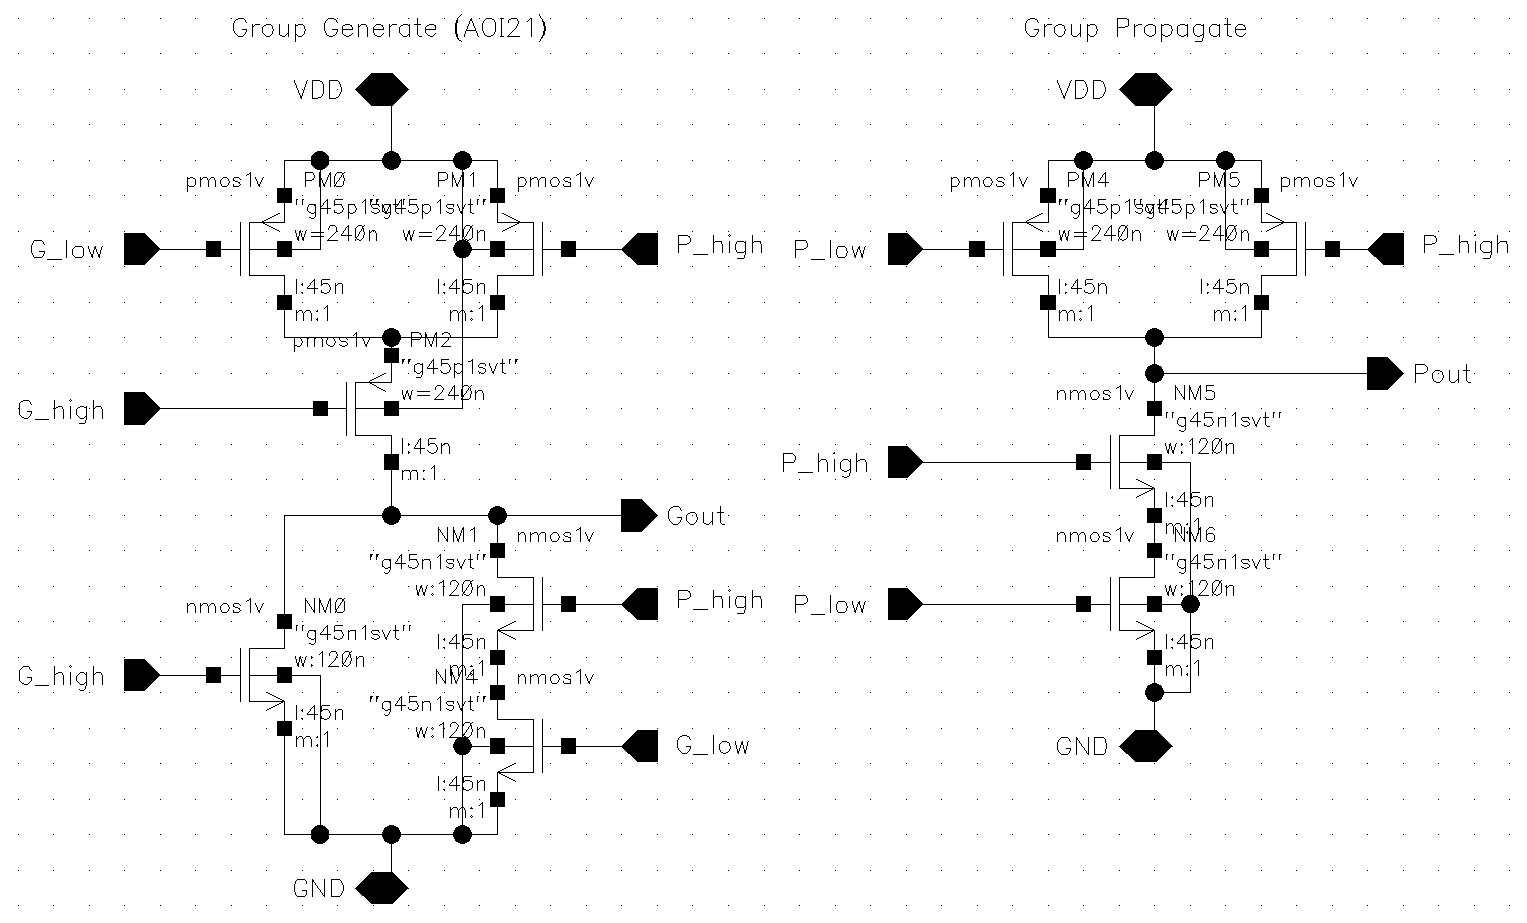 Group Generate (AOI21)
VDD
pmos1v PM0
"g45p1svt"
w=240n
l:45n
m:1
G_low
PM1 pmos1v
"g45p1svt"
w=240n
l:45n
m:1
P_high
pmos1v PM2
"g45p1svt"
w=240n
l:45n
m:1
G_high
Gout
nmos1v NM0
"g45n1svt"
w:120n
l:45n
m:1
G_high
NM1 nmos1v
"g45n1svt"
w:120n
l:45n
m:1
P_high
NM4 nmos1v
"g45n1svt"
w:120n
l:45n
m:1
G_low
GND
Group Propagate
VDD
pmos1v PM4
"g45p1svt"
w=240n
l:45n
m:1
P_low
PM5 pmos1v
"g45p1svt"
w=240n
l:45n
m:1
P_high
Pout
nmos1v NM5
"g45n1svt"
w:120n
l:45n
m:1
P_high
nmos1v NM6
"g45n1svt"
w:120n
l:45n
m:1
P_low
GND